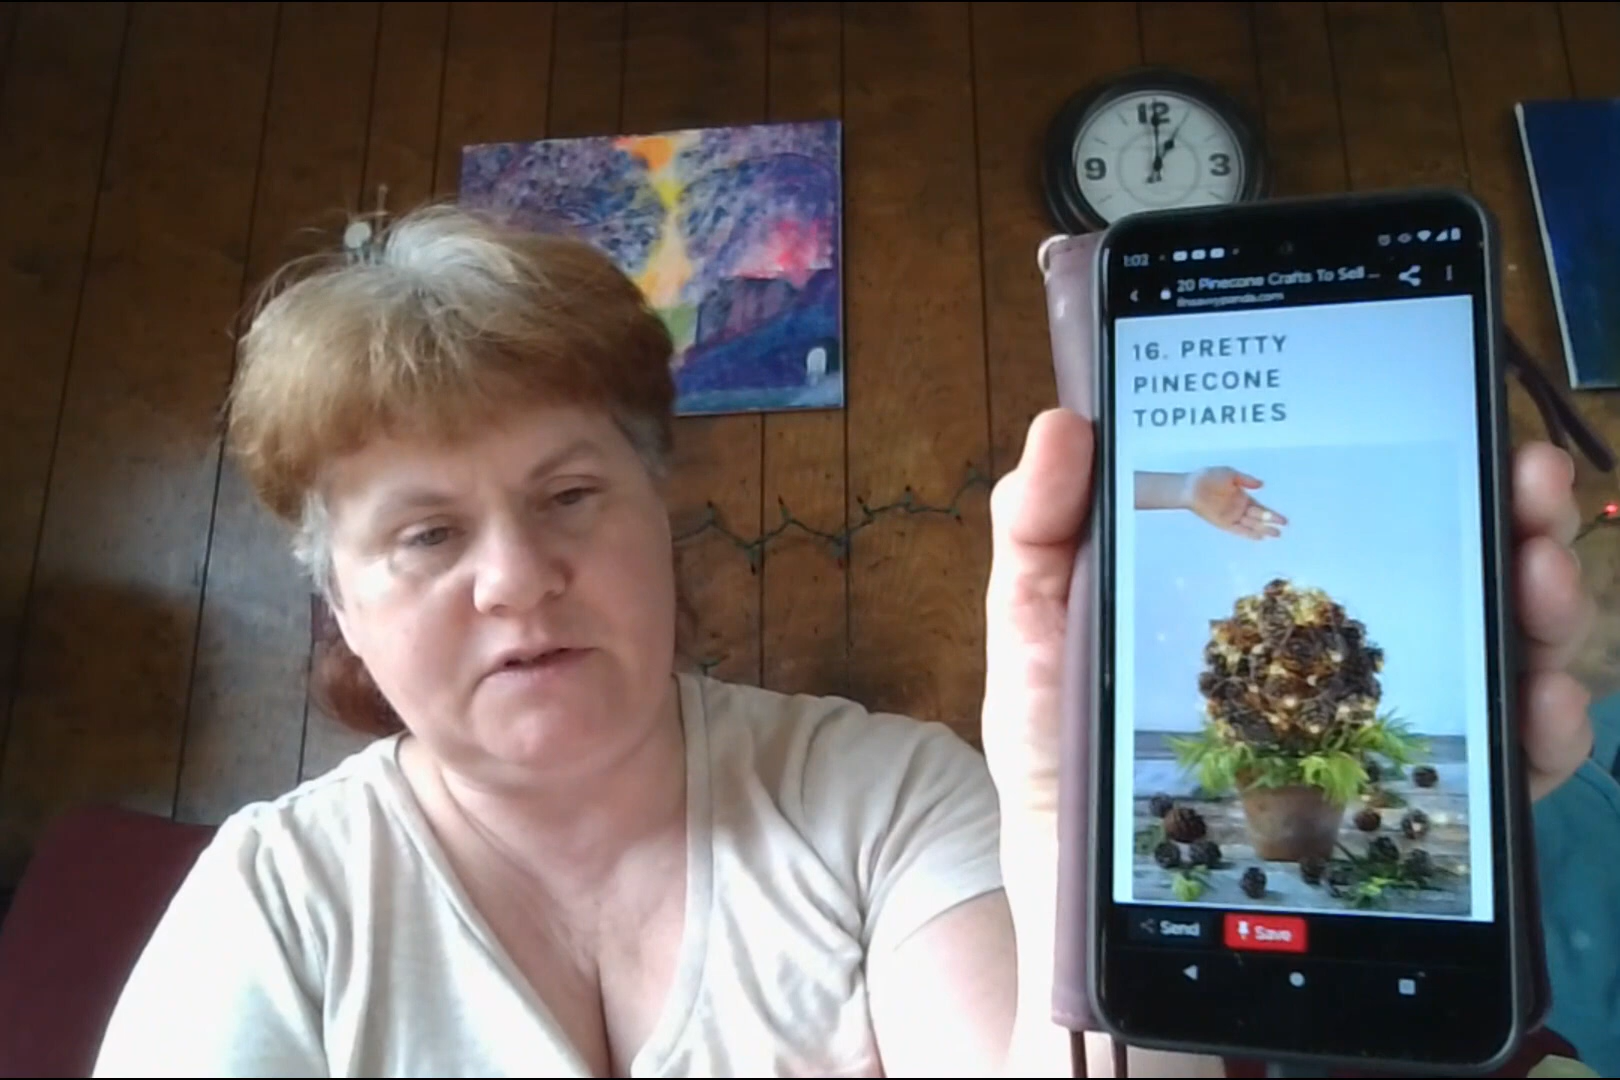 12
9
3
1:02
20 Pinecone Crafts To Sell ...
16. PRETTY
PINECONE
TOPIARIES
Send
Save